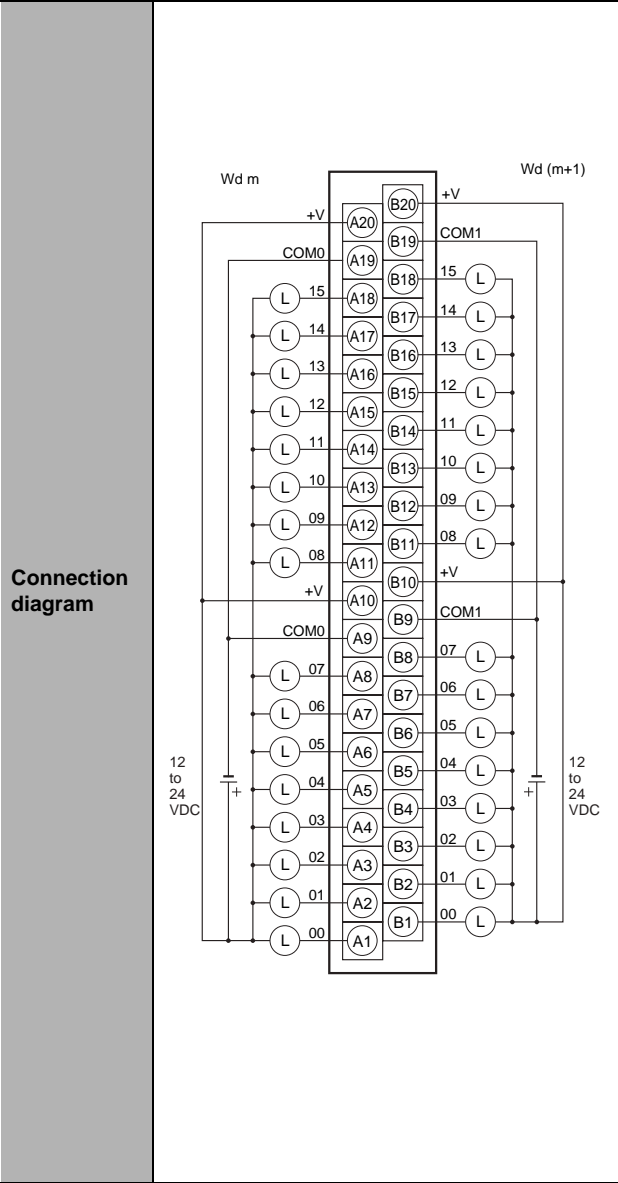 Connection
diagram
Wd m
Wd (m+1)
+V A20
COM0 A19
L 15 A18
L 14 A17
L 13 A16
L 12 A15
L 11 A14
L 10 A13
L 09 A12
L 08 A11
+V A10
COM0 A9
L 07 A8
L 06 A7
L 05 A6
L 04 A5
L 03 A4
L 02 A3
L 01 A2
L 00 A1
12
to
24
VDC
+
B20 +V
B19 COM1
B18 15 L
B17 14 L
B16 13 L
B15 12 L
B14 11 L
B13 10 L
B12 09 L
B11 08 L
B10 +V
B9 COM1
B8 07 L
B7 06 L
B6 05 L
B5 04 L
B4 03 L
B3 02 L
B2 01 L
B1 00 L
+
12
to
24
VDC